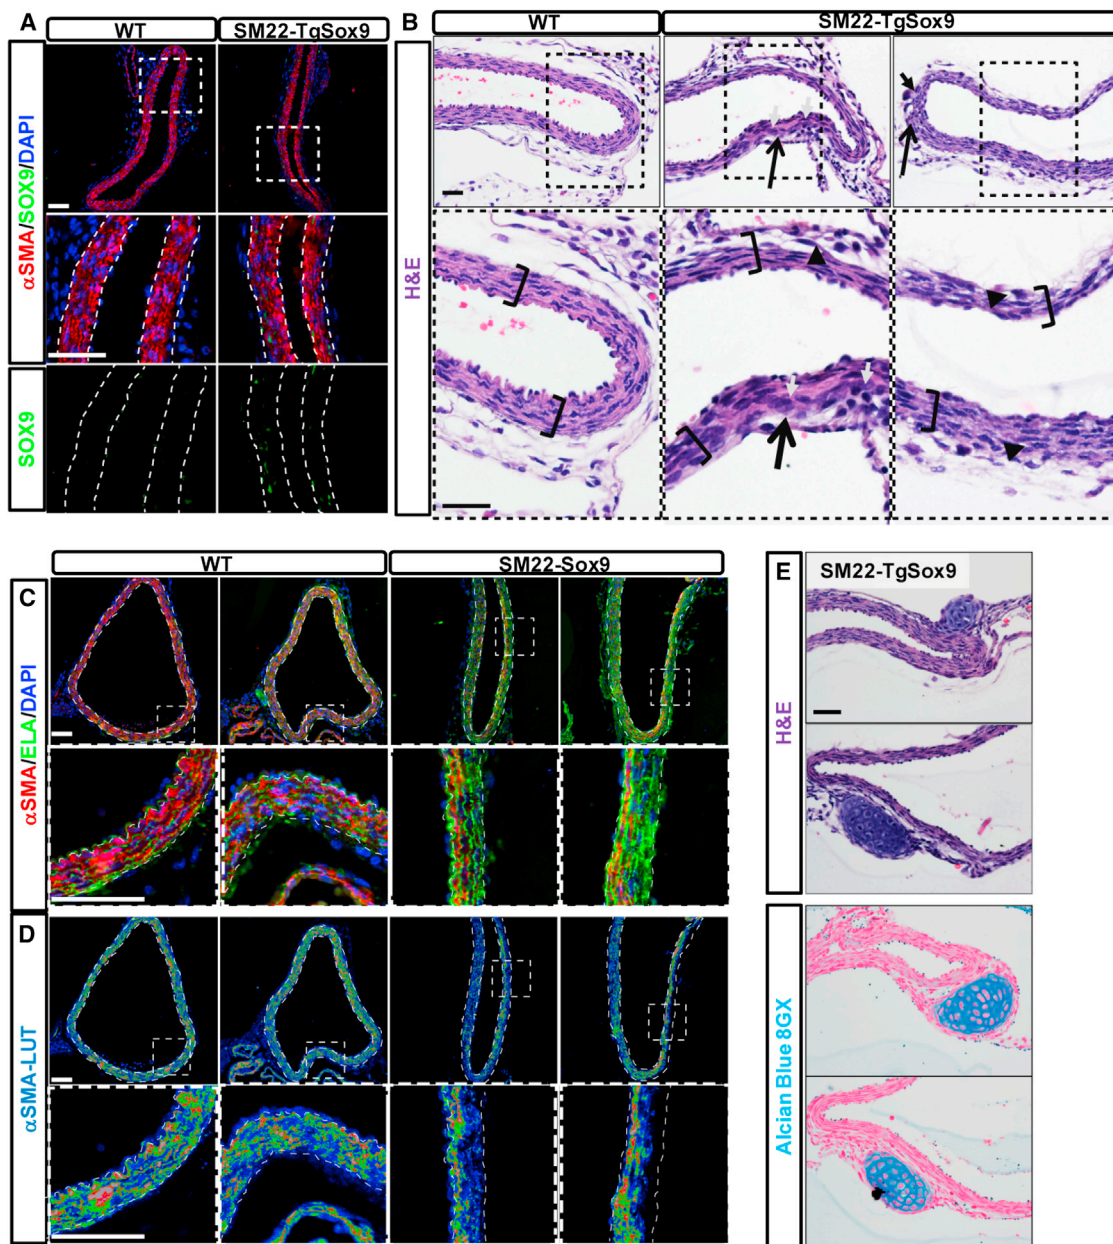 A
WT
SM22-TgSox9
αSMA/SOX9/DAPI
SOX9
B
WT
SM22-TgSox9
H&E
C
WT
SM22-Sox9
αSMA/ELA/DAPI
D
αSMA-LUT
E
SM22-TgSox9
H&E
Alcian Blue 8GX